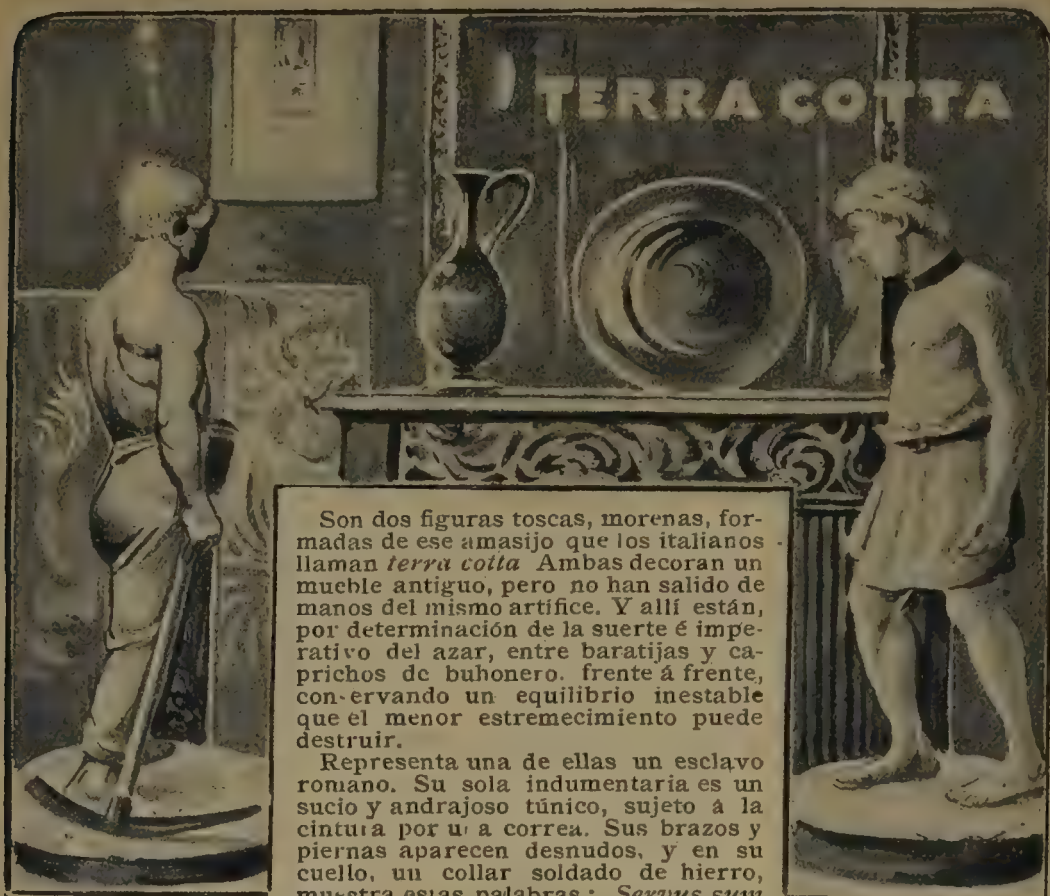 TERRA COTTA
Son dos figuras toscas, morenas, for-
madas de ese amasijo que los italianos
llaman terra cotta Ambas decoran un
mueble antiguo, pero no han salido de
manos del mismo artífice. Y allí están,
por determinación de la suerte é impe-
rativo del azar, entre baratijas y ca-
prichos de buhonero. frente á frente,
con-ervando un equilibrio inestable
que el menor estremecimiento puede
destruir.
Representa una de ellas un esclavo
romano. Su sola indumentaria es un
sucio y andrajoso túnico, sujeto á la
cintura por u a correa. Sus brazos y
piernas aparecen desnudos, y en su
cuello, un collar soldado de hierro,
muestra estas palabras: Servus sum